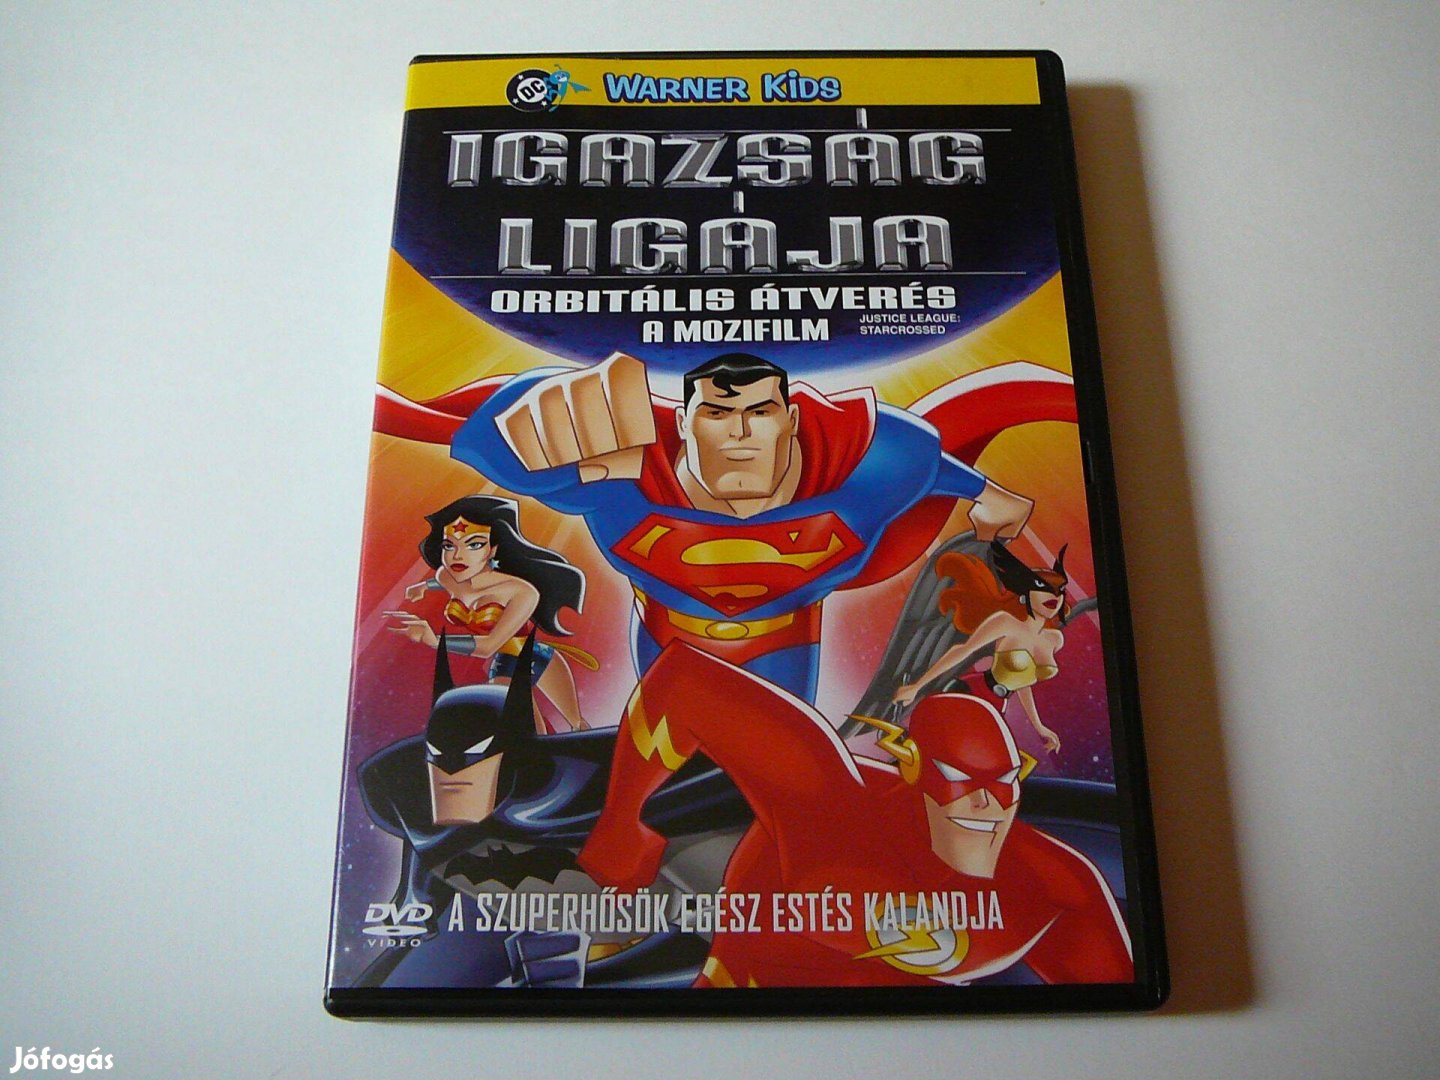 DC WARNER KIDS
IGAZSÁG
LIGÁJA
ORBITÁLIS ÁTVERÉS
A MOZIFILM
JUSTICE LEAGUE:
STARCROSSED
S
DVD
VIDEO
A SZUPERHŐSÖK EGÉSZ ESTÉS KALANDJA
Jófogás